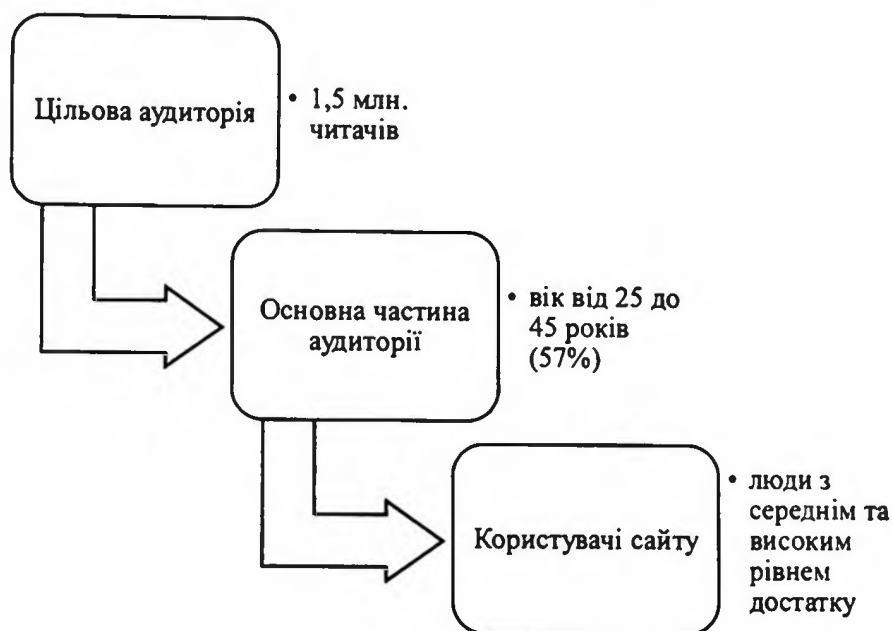 Цільова аудиторія
• 1,5 млн.
читачів
Основна частина
аудиторії
• вік від 25 до
45 років
(57%)
Користувачі сайту
• люди з
середнім та
високим
рівнем
достатку